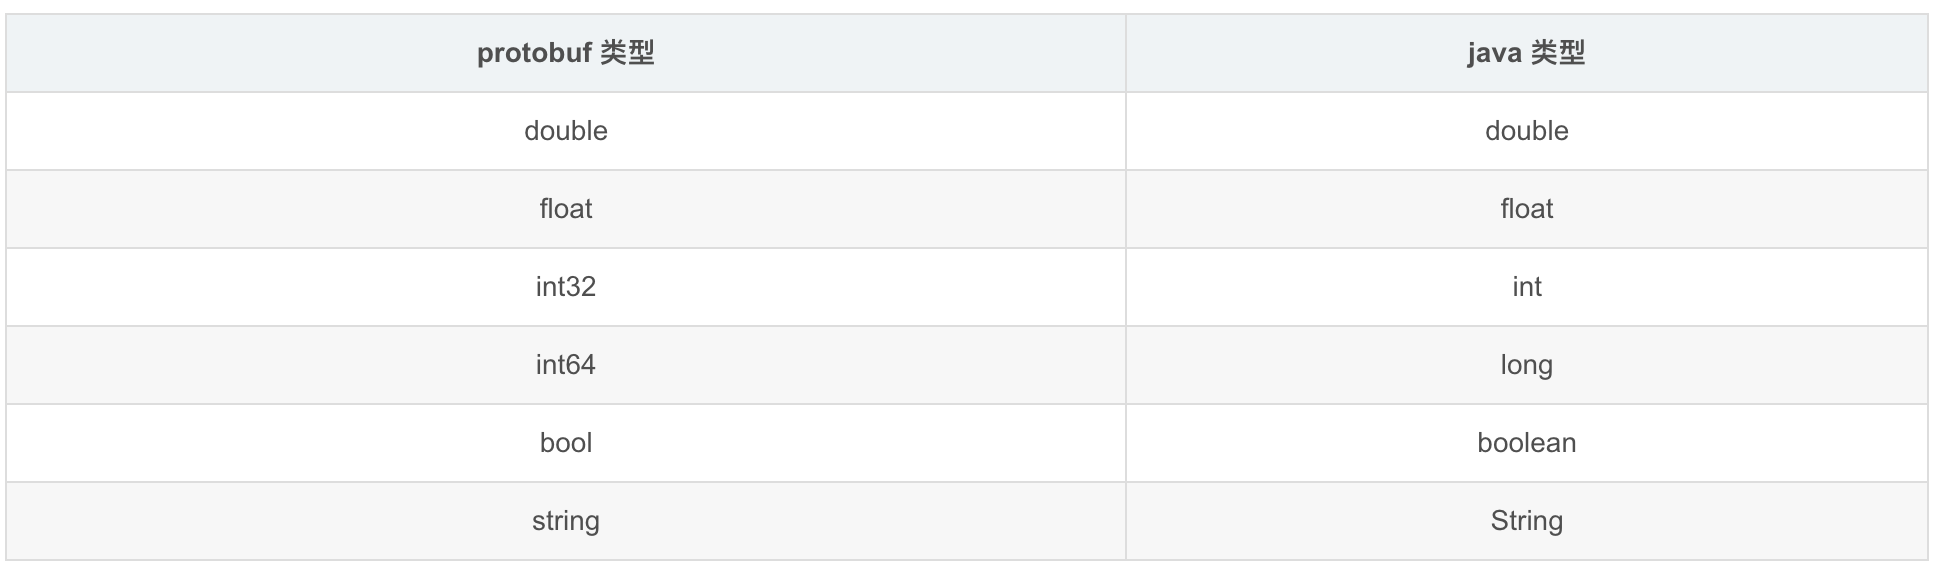 protobuf 类型 java 类型
double double
float float
int32 int
int64 long
bool boolean
string String